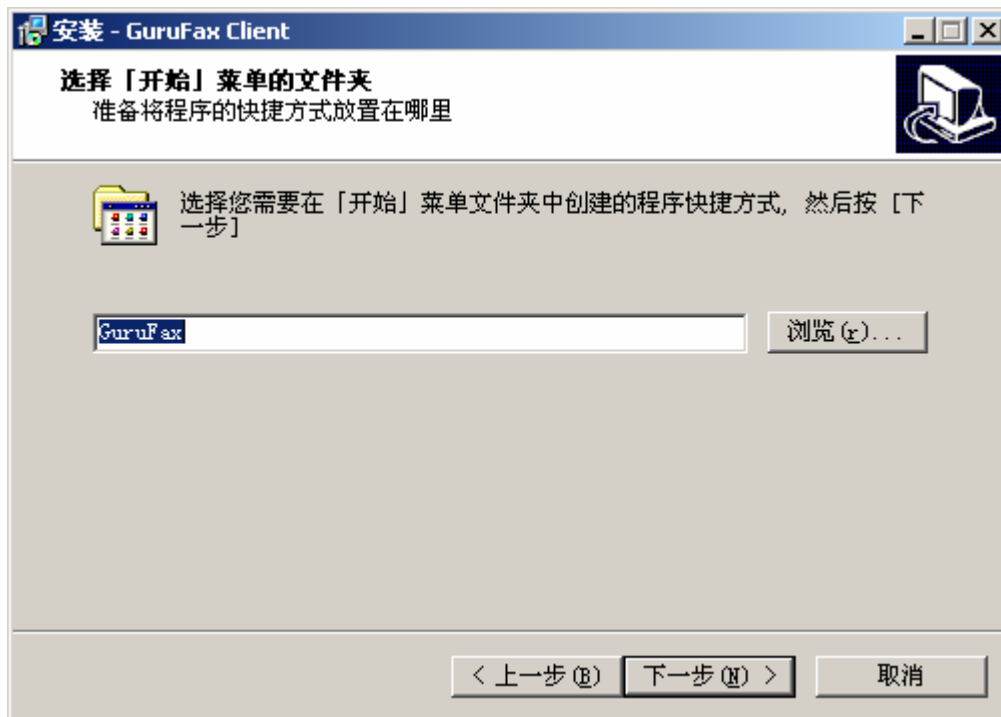 安装 - GuruFax Client
选择「开始」菜单的文件夹
准备将程序的快捷方式放置在哪里
选择您需要在「开始」菜单文件夹中创建的程序快捷方式, 然后按 [下
一步]
GuruFax
浏览(r)...
< 上一步(B)
下一步(N) >
取消